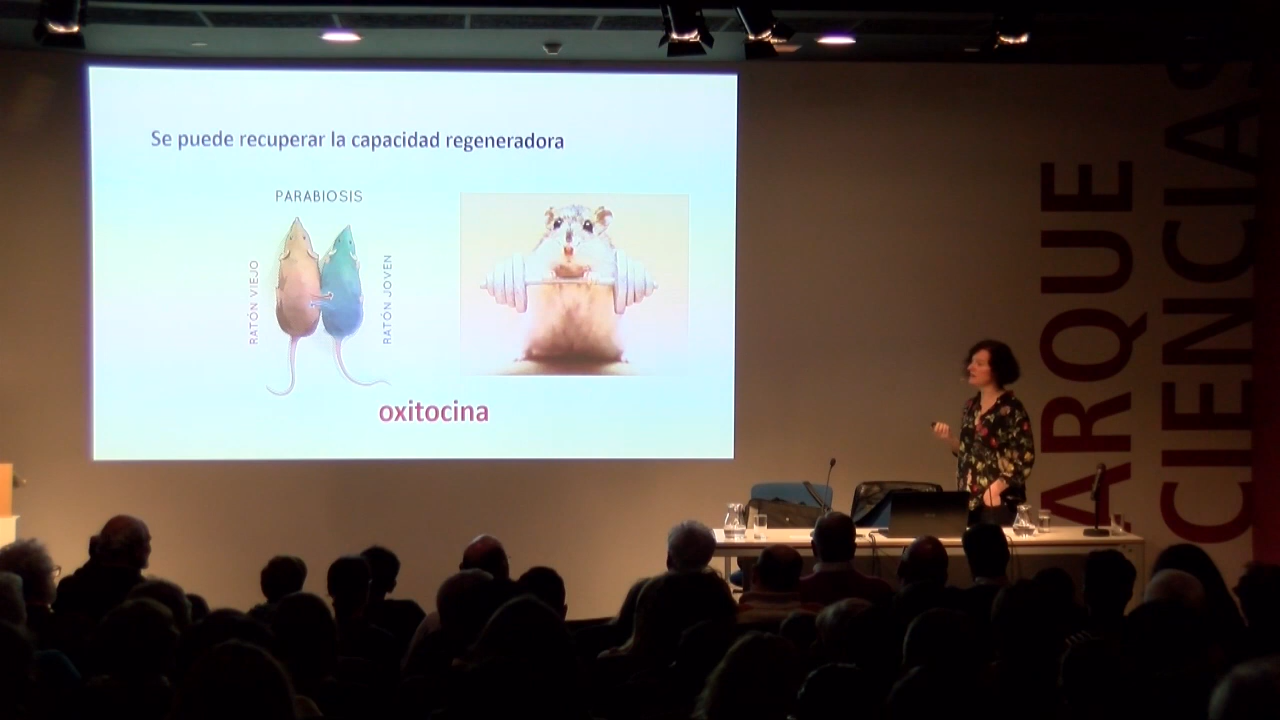 Se puede recuperar la capacidad regeneradora
PARABIOSIS
RATÓN VIEJO
RATÓN JOVEN
oxitocina
ARQUE
CIENCIAS